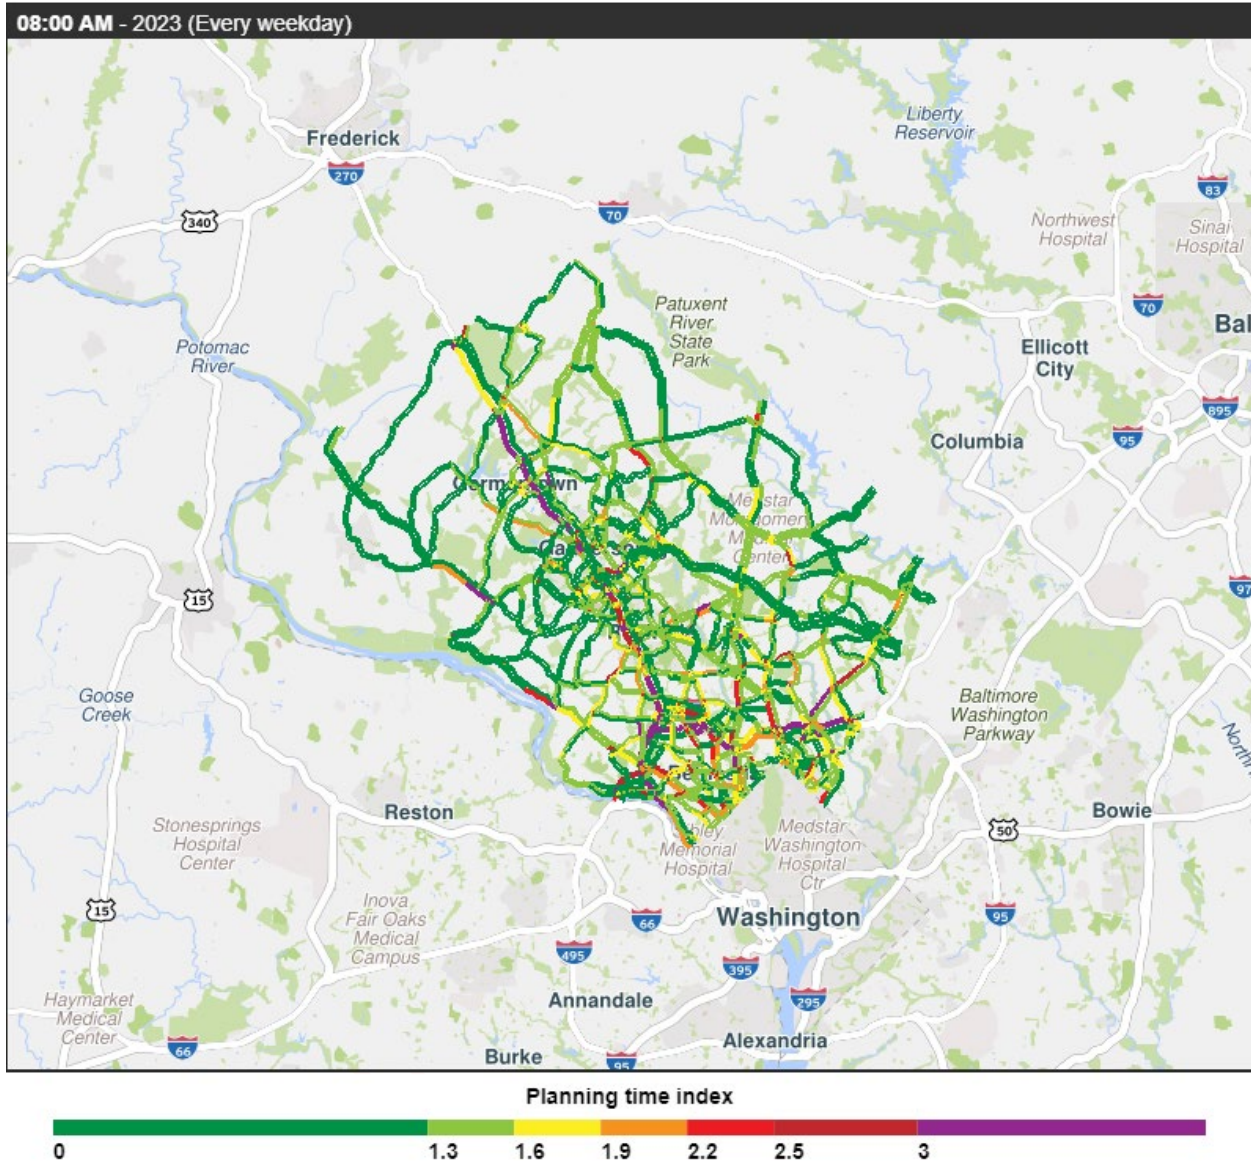 08:00 AM - 2023 (Every weekday)
Liberty
Reservoir
Frederick
270
83
70
340
Northwest
Hospital
Sinai
Hospital
Patuxent
River
State
Park
70
Potomac
River
Ellicott
City
895
95
Columbia
Medstar
Montgomery
Center
15
97
Goose
Creek
Baltimore
Washington
Parkway
Reston
Bowie
Stonesprings
Hospital
Center
50
Memorial
Hospital
Medstar
Washington
Hospital
Ctr
Inova
Fair Oaks
Medical
Campus
15
66
Washington
95
495
395
295
Annandale
Haymarket
Medical
Center
66
Burke
95
Alexandria
Planning time index
0 1.3 1.6 1.9 2.2 2.5 3